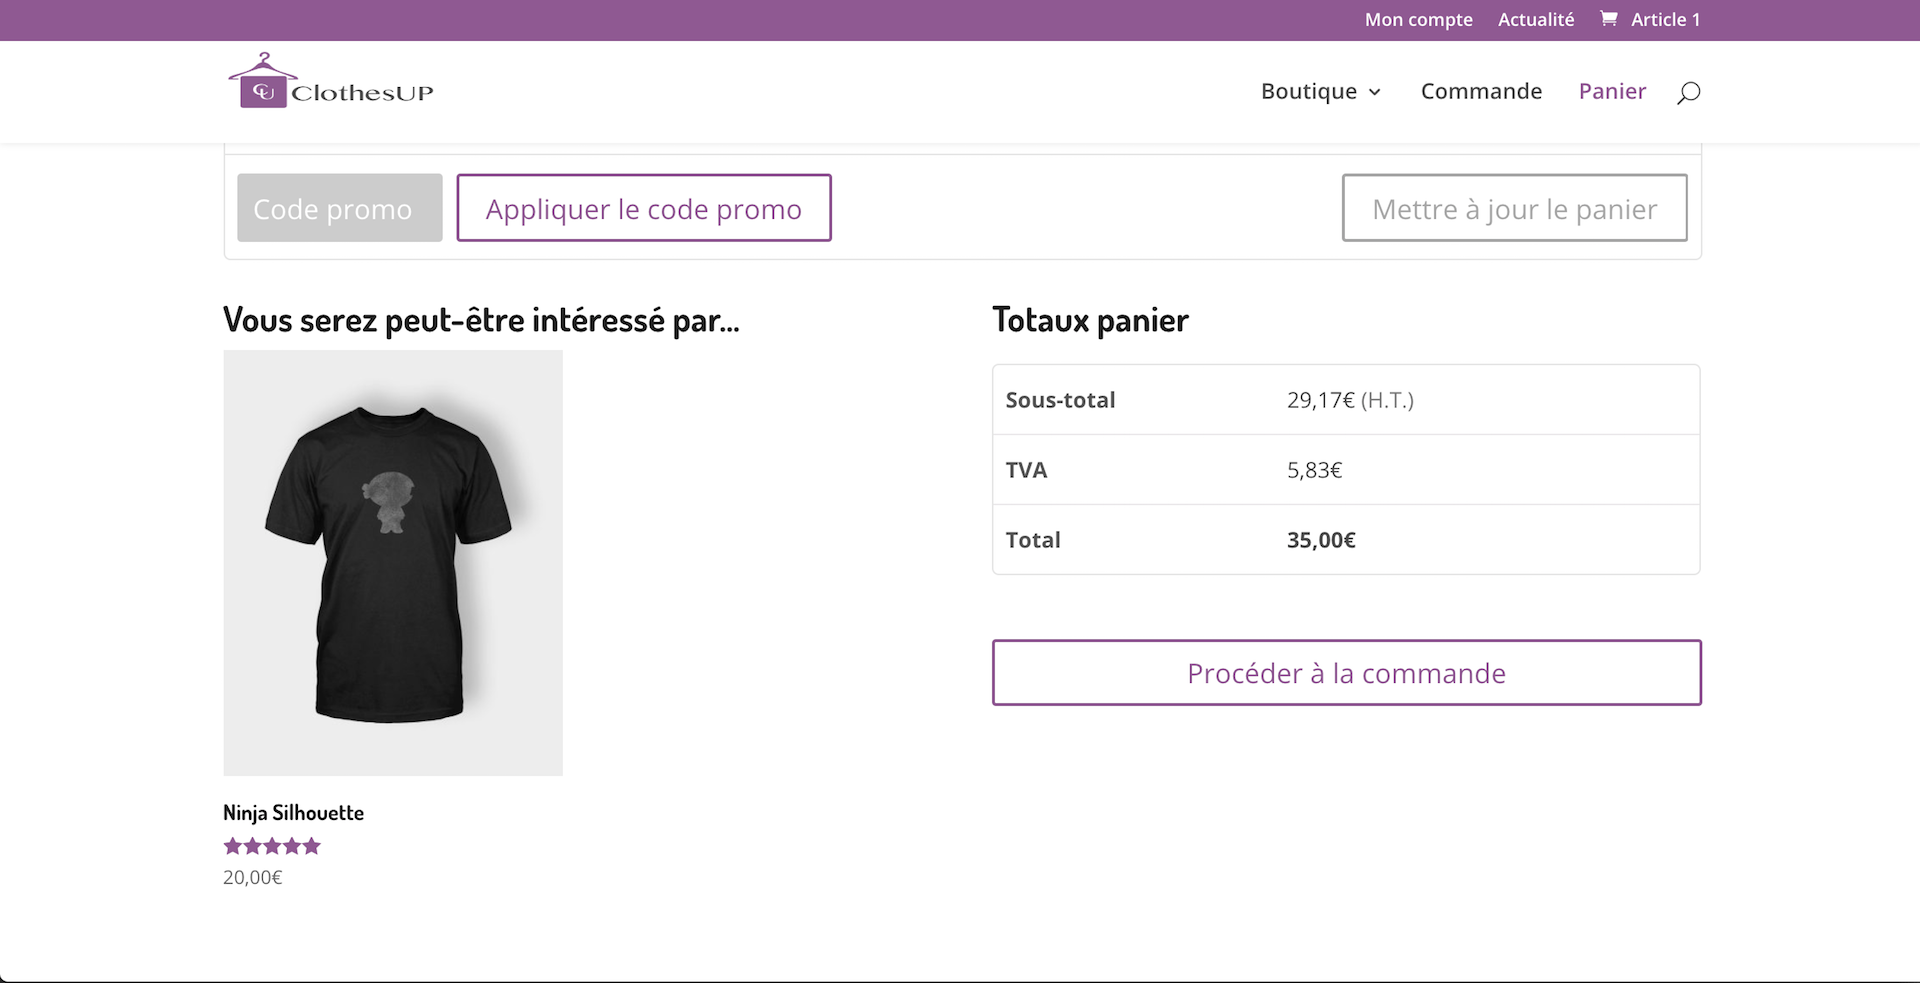 Mon compte Actualité Article 1
CU ClothesUP
Boutique Commande Panier
Code promo Appliquer le code promo Mettre à jour le panier
Vous serez peut-être intéressé par...
Ninja Silhouette
20,00€
Totaux panier
Sous-total 29,17€ (H.T.)
TVA 5,83€
Total 35,00€
Procéder à la commande